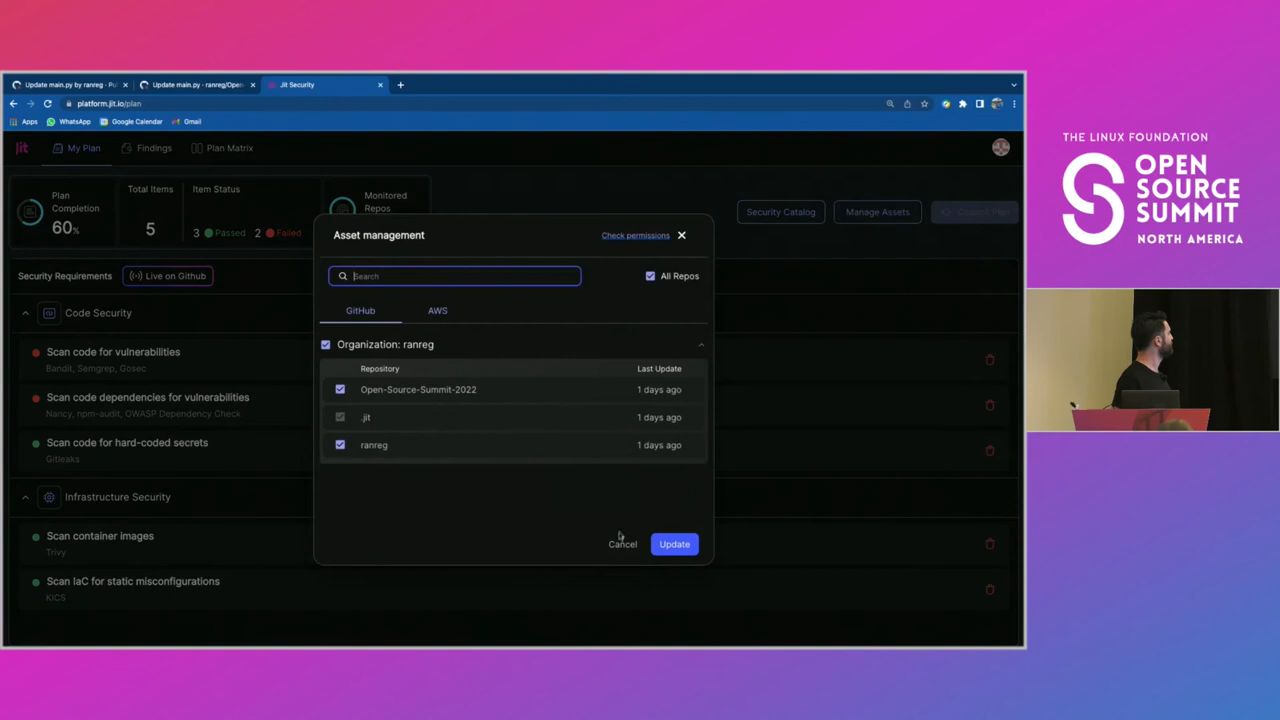 Update main.py by ranreg · Pu
Update main.py · ranreg/Open
Jit Security
platform.jit.io/plan
Apps
WhatsApp
Google Calendar
Gmail
jit
My Plan
Findings
Plan Matrix
Plan Completion
60%
Total Items
5
Item Status
3 Passed 2 Failed
Monitored Repos
Security Catalog
Manage Assets
Security Requirements
Live on Github
Code Security
Scan code for vulnerabilities
Bandit, Semgrep, Gosec
Scan code dependencies for vulnerabilities
Nancy, npm-audit, OWASP Dependency Check
Scan code for hard-coded secrets
Gitleaks
Infrastructure Security
Scan container images
Trivy
Scan IaC for static misconfigurations
KICS
Asset management
Check permissions
Search
All Repos
GitHub
AWS
Organization: ranreg
Repository Last Update
Open-Source-Summit-2022 1 days ago
.jit 1 days ago
ranreg 1 days ago
Cancel
Update
THE LINUX FOUNDATION
OPEN
SOURCE
SUMMIT
NORTH AMERICA